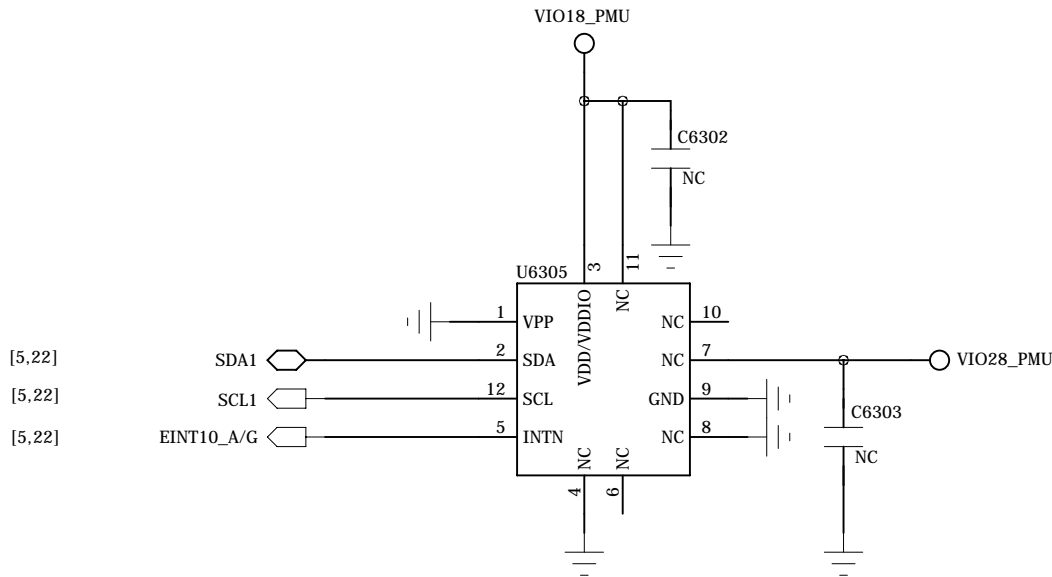 VIO18_PMU
C6302
NC
U6305
3
11
VDD/VDDIO
NC
1
VPP
NC
10
[5,22]
SDA1
2
SDA
NC
7
VIO28_PMU
[5,22]
SCL1
12
SCL
GND
9
C6303
[5,22]
EINT10_A/G
5
INTN
NC
8
NC
NC
NC
4
6